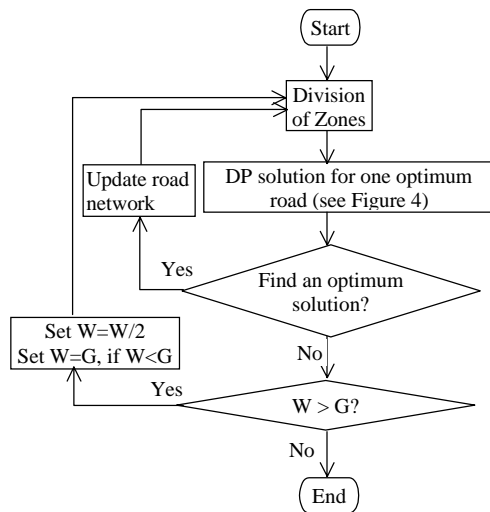 Start
Division
of Zones
Update road
network
DP solution for one optimum
road (see Figure 4)
Yes
Find an optimum
solution?
Set W=W/2
Set W=G, if W<G
No
Yes
W > G?
No
End